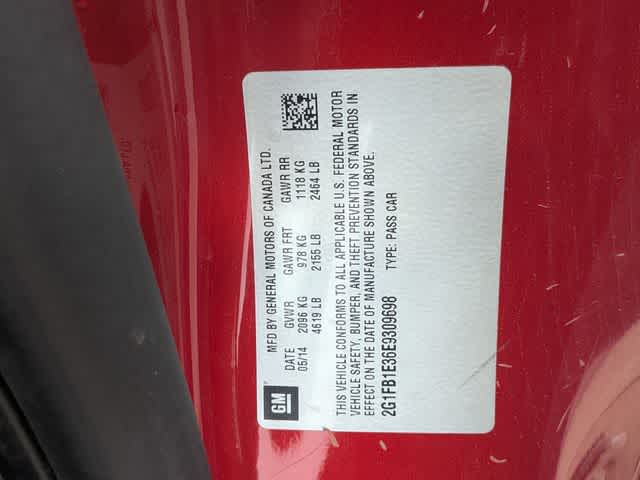 GM
MFD BY GENERAL MOTORS OF CANADA LTD.
DATE GVWR GAWR FRT GAWR RR
05/14 2096 KG 978 KG 1118 KG
4619 LB 2155 LB 2464 LB
THIS VEHICLE CONFORMS TO ALL APPLICABLE U.S. FEDERAL MOTOR
VEHICLE SAFETY, BUMPER, AND THEFT PREVENTION STANDARDS IN
EFFECT ON THE DATE OF MANUFACTURE SHOWN ABOVE.
2G1FB1E36E9309698 TYPE: PASS CAR